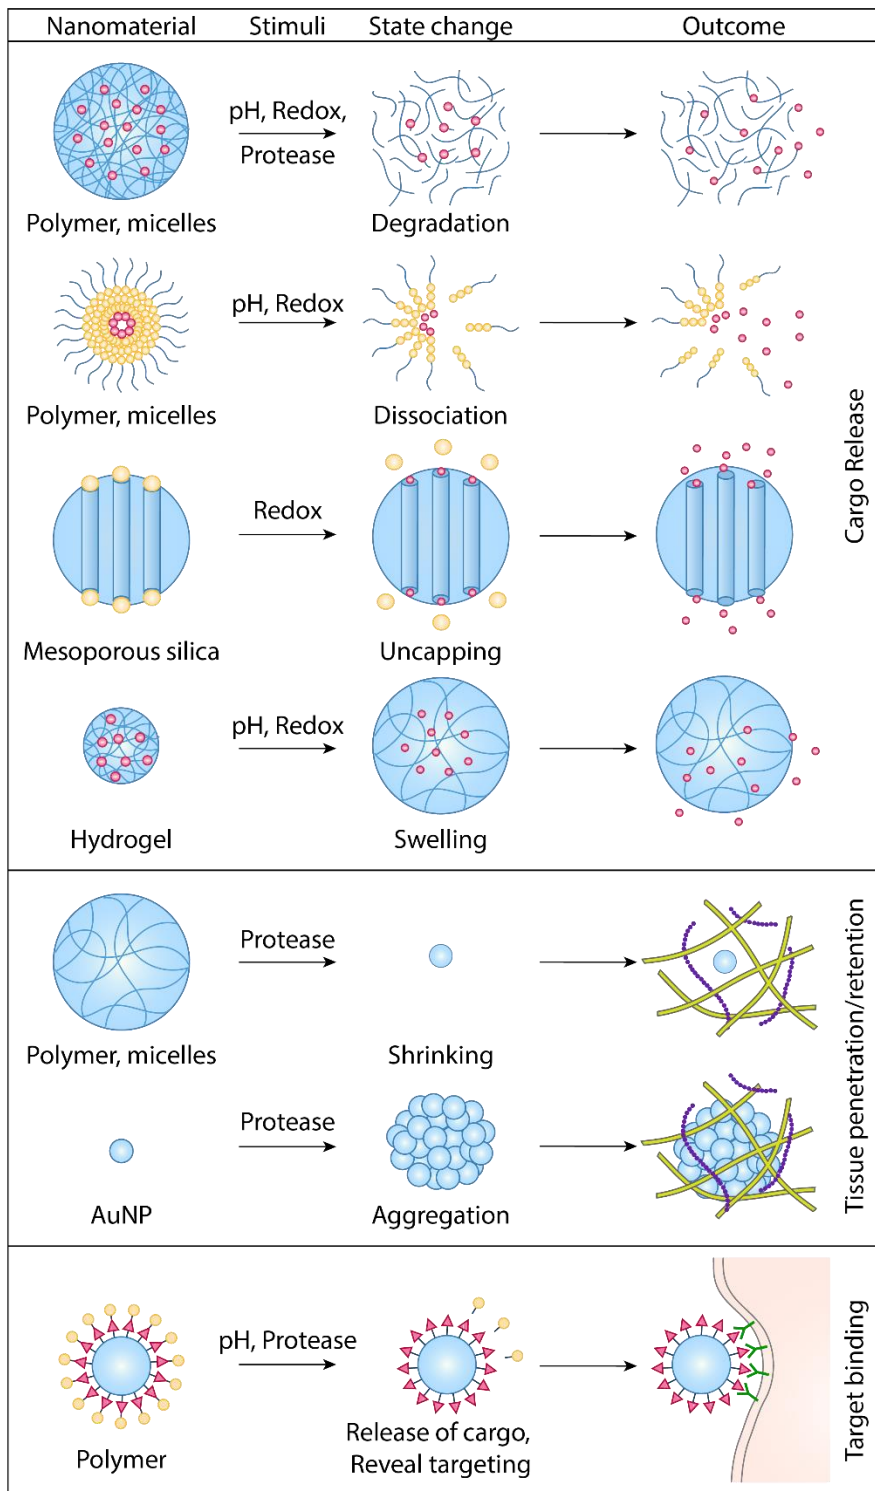 Nanomaterial Stimuli State change Outcome
pH, Redox,
Protease
Polymer, micelles Degradation
pH, Redox
Polymer, micelles Dissociation
Redox
Mesoporous silica Uncapping
pH, Redox
Hydrogel Swelling
Cargo Release
Protease
Polymer, micelles Shrinking
Protease
AuNP Aggregation
Tissue penetration/retention
pH, Protease
Polymer
Release of cargo,
Reveal targeting
Target binding